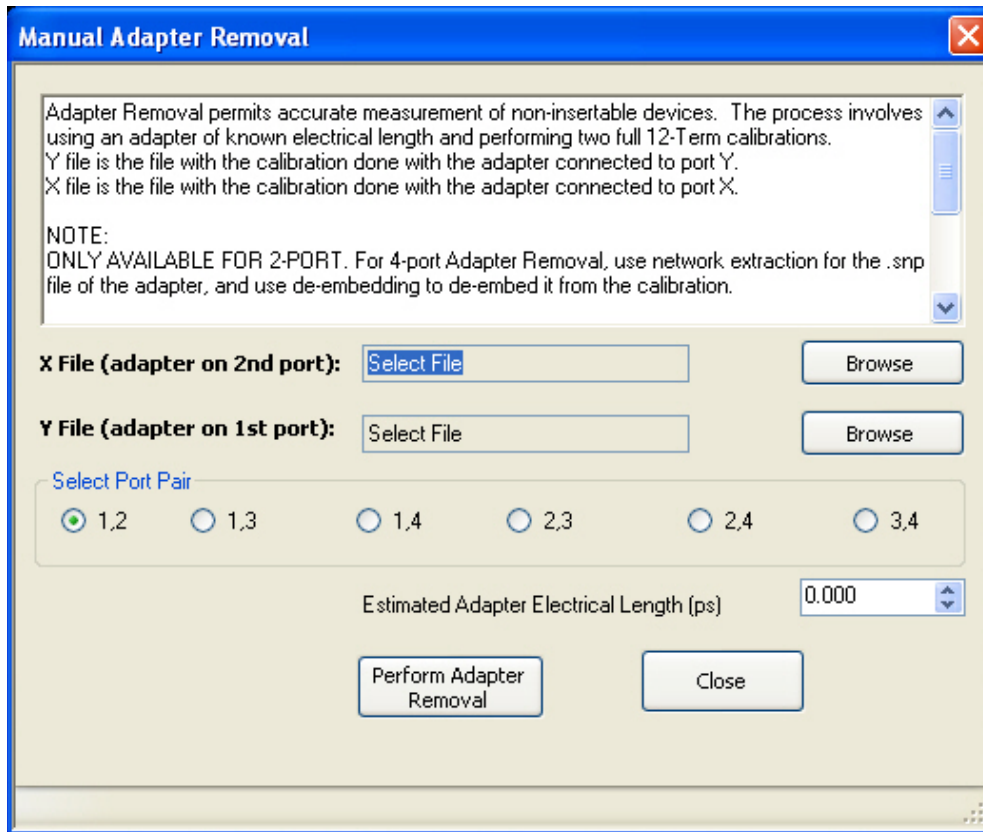 Manual Adapter Removal
Adapter Removal permits accurate measurement of non-insertable devices. The process involves
using an adapter of known electrical length and performing two full 12-Term calibrations.
Y file is the file with the calibration done with the adapter connected to port Y.
X file is the file with the calibration done with the adapter connected to port X.
NOTE:
ONLY AVAILABLE FOR 2-PORT. For 4-port Adapter Removal, use network extraction for the .snp
file of the adapter, and use de-embedding to de-embed it from the calibration.
X File (adapter on 2nd port): Select File Browse
Y File (adapter on 1st port): Select File Browse
Select Port Pair
1,2 1,3 1,4 2,3 2,4 3,4
Estimated Adapter Electrical Length (ps) 0.000
Perform Adapter
Removal
Close